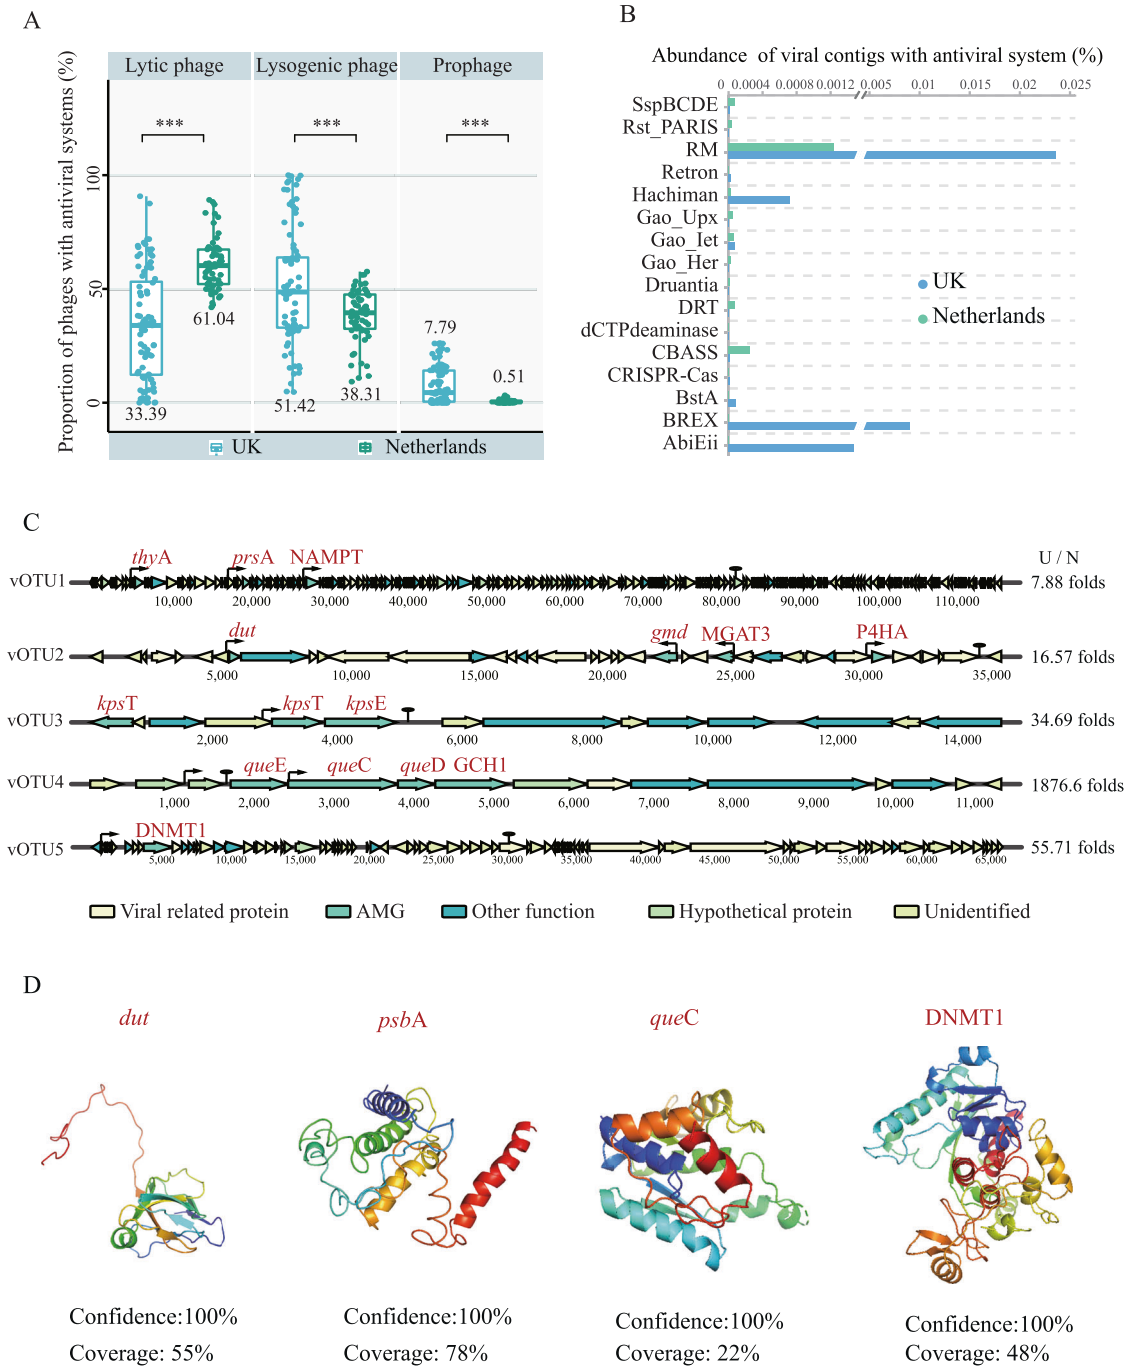 A
Proportion of phages with antiviral systems (%)
Lytic phage
Lysogenic phage
Prophage
***
***
***
100
50
0
33.39
61.04
51.42
38.31
7.79
0.51
UK
Netherlands
B
Abundance of viral contigs with antiviral system (%)
0 0.0004 0.0008 0.0012 0.005 0.01 0.015 0.02 0.025
SspBCDE
Rst_PARIS
RM
Retron
Hachiman
Gao_Upx
Gao_Iet
Gao_Her
Druantia
DRT
dCTPdeaminase
CBASS
CRISPR-Cas
BstA
BREX
AbiEii
UK
Netherlands
C
U / N
thyA prsA NAMPT
vOTU1 7.88 folds
10,000 20,000 30,000 40,000 50,000 60,000 70,000 80,000 90,000 100,000 110,000
dut gmd MGAT3 P4HA
vOTU2 16.57 folds
5,000 10,000 15,000 20,000 25,000 30,000 35,000
kpsT kpsT kpsE
vOTU3 34.69 folds
2,000 4,000 6,000 8,000 12,000 14,000
queE queC queD GCH1
vOTU4 1876.6 folds
1,000 2,000 3,000 4,000 5,000 6,000 7,000 8,000 9,000 10,000 11,000
DNMT1
vOTU5 55.71 folds
5,000 10,000 15,000 20,000 25,000 30,000 35,000 40,000 45,000 50,000 55,000 60,000 65,000
Viral related protein
AMG
Other function
Hypothetical protein
Unidentified
D
dut
psbA
queC
DNMT1
Confidence:100%
Coverage: 55%
Confidence:100%
Coverage: 78%
Confidence:100%
Coverage: 22%
Confidence:100%
Coverage: 48%